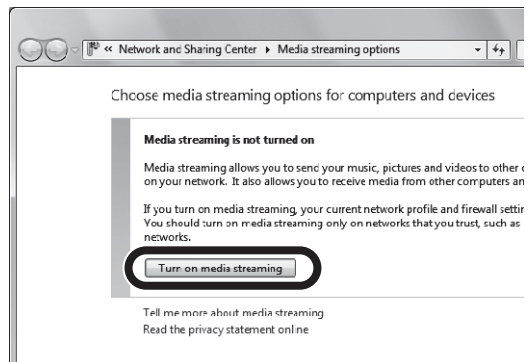 « Network and Sharing Center ▸ Media streaming options
Choose media streaming options for computers and devices
Media streaming is not turned on
Media streaming allows you to send your music, pictures and videos to other
on your network. It also allows you to receive media from other computers an
If you turn on media streaming, your current network profile and firewall settin
You should turn on media streaming only on networks that you trust, such as
networks.
Turn on media streaming
Tell me more about media streaming
Read the privacy statement online